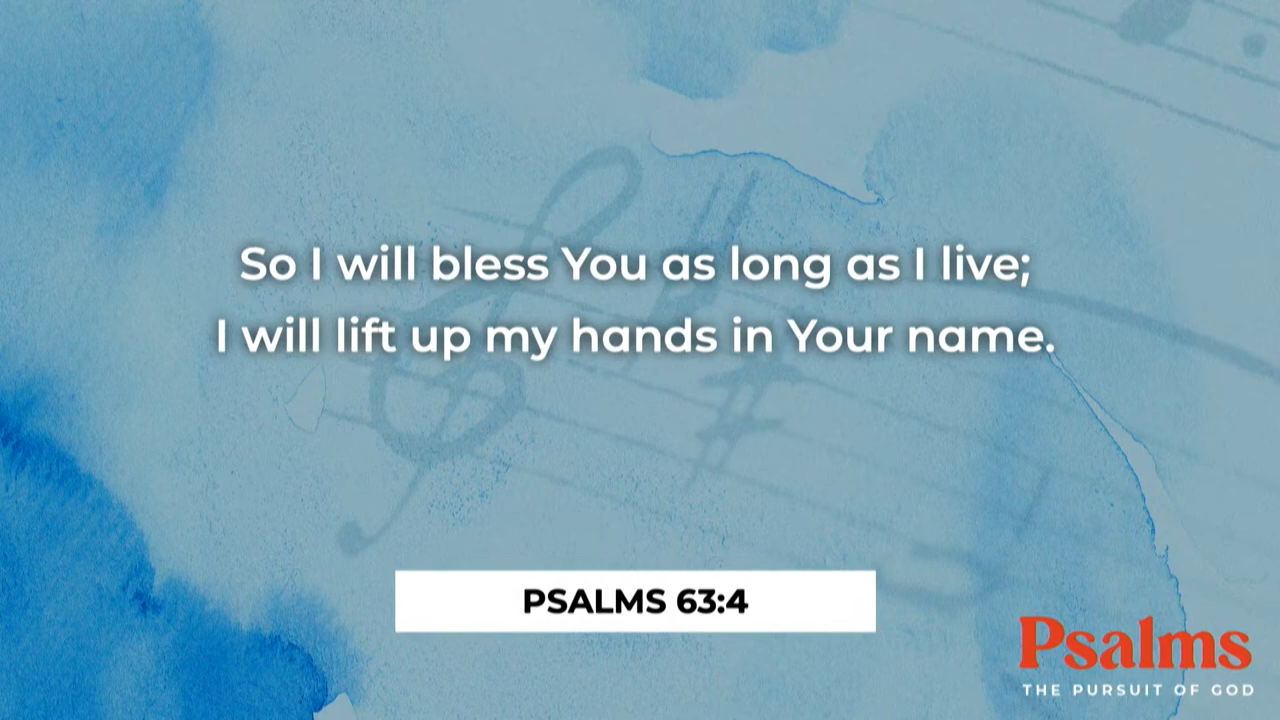 So I will bless You as long as I live;
I will lift up my hands in Your name.
PSALMS 63:4
Psalms
THE PURSUIT OF GOD